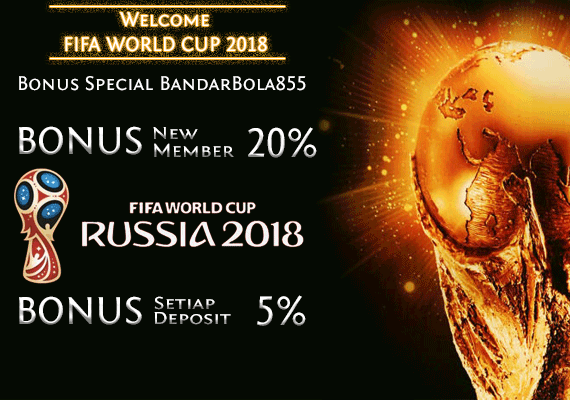 Welcome
FIFA WORLD CUP 2018
Bonus Special BandarBola855
BONUS New Member 20%
FIFA WORLD CUP
RUSSIA 2018
BONUS Setiap Deposit 5%